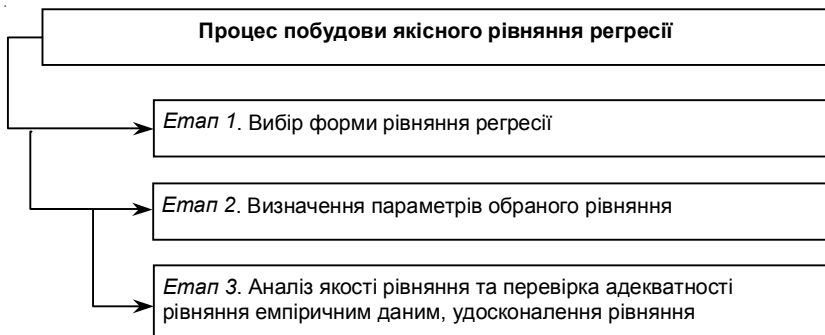 Процес побудови якісного рівняння регресії
Етап 1. Вибір форми рівняння регресії
Етап 2. Визначення параметрів обраного рівняння
Етап 3. Аналіз якості рівняння та перевірка адекватності
рівняння емпіричним даним, удосконалення рівняння